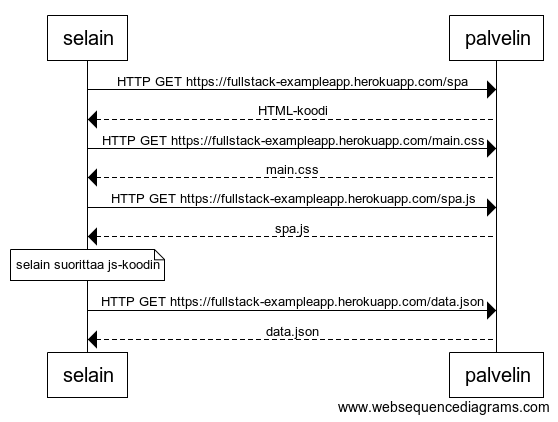 selain palvelin
HTTP GET https://fullstack-exampleapp.herokuapp.com/spa
HTML-koodi
HTTP GET https://fullstack-exampleapp.herokuapp.com/main.css
main.css
HTTP GET https://fullstack-exampleapp.herokuapp.com/spa.js
spa.js
selain suorittaa js-koodin
HTTP GET https://fullstack-exampleapp.herokuapp.com/data.json
data.json
selain palvelin
www.websequencediagrams.com